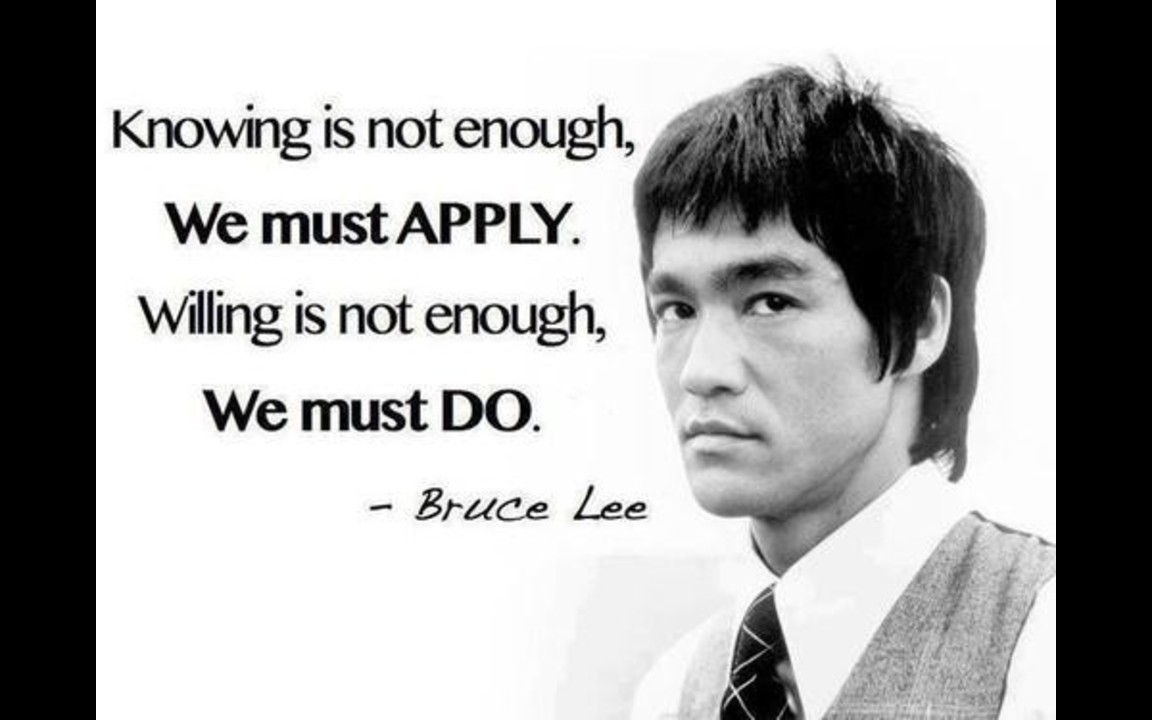 Knowing is not enough,
We must APPLY.
Willing is not enough,
We must DO.
- Bruce Lee